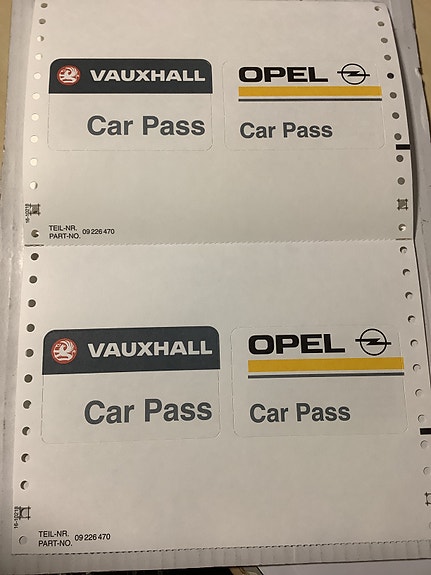 VAUXHALL
Car Pass
OPEL
Car Pass
TEIL-NR.
PART-NO. 09 226 470
VAUXHALL
Car Pass
OPEL
Car Pass
TEIL-NR.
PART-NO. 09 226 470